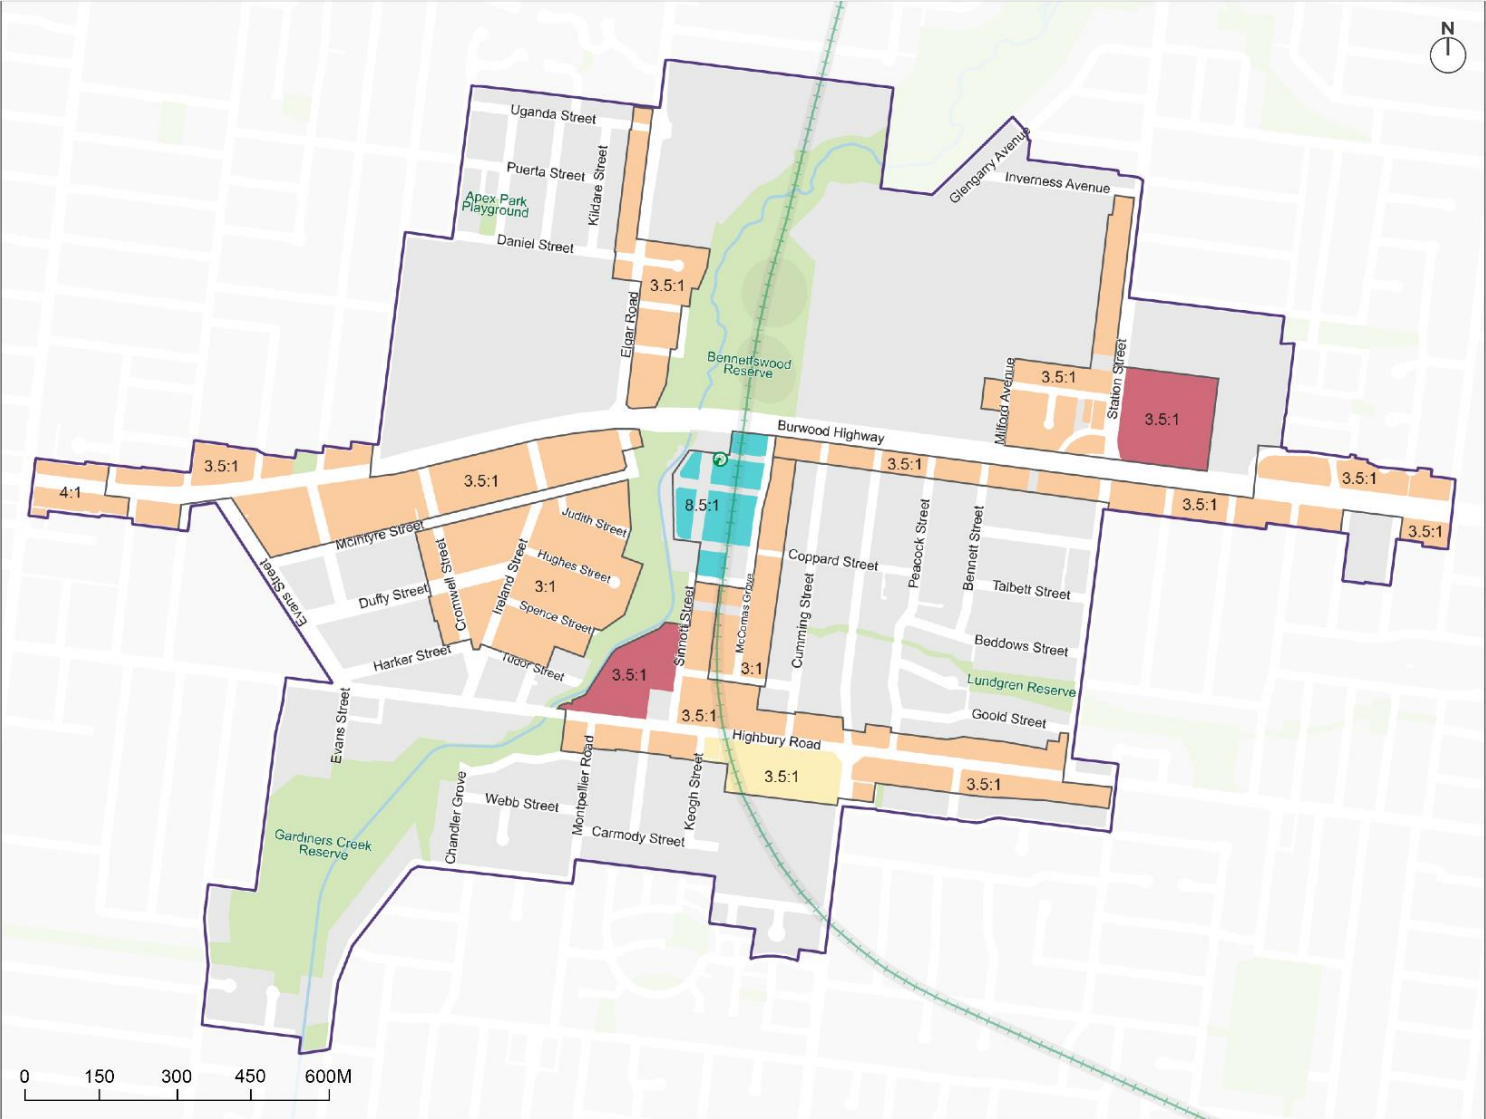 N
Uganda Street
Puerta Street
Kildare Street
Apex Park
Playground
Daniel Street
Glengarry Avenue
Inverness Avenue
3.5:1
Elgar Road
Bennettswood
Reserve
Milford Avenue
3.5:1
Station Street
3.5:1
Burwood Highway
3.5:1
4:1
3.5:1
3.5:1
3.5:1
3.5:1
3.5:1
8.5:1
McIntyre Street
Judith Street
Hughes Street
Spence Street
3:1
Ireland Street
Cromwell Street
Duffy Street
Evans Street
Harker Street
Tudor Street
Coppard Street
Peacock Street
Bennett Street
Talbett Street
Beddows Street
Lundgren Reserve
Goold Street
Cumming Street
McComas Grove
Sinnott Street
3:1
3.5:1
3.5:1
Highbury Road
3.5:1
3.5:1
Evans Street
Chandler Grove
Webb Street
Montpellier Road
Keogh Street
Carmody Street
Gardiners Creek
Reserve
0 150 300 450 600M